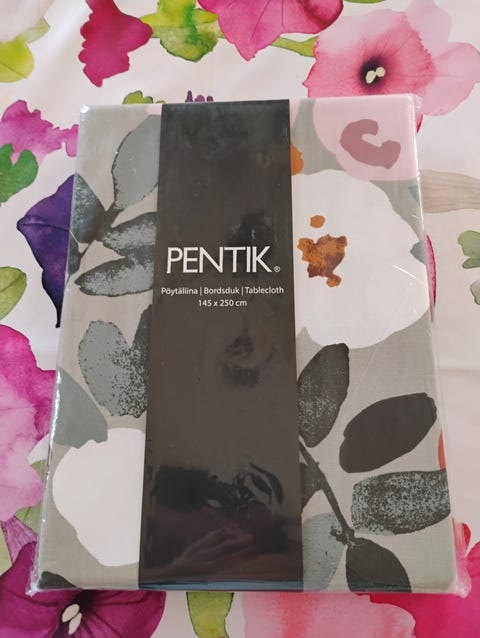 PENTIK®
Pöytäliina | Bordsduk | Tablecloth
145 x 250 cm